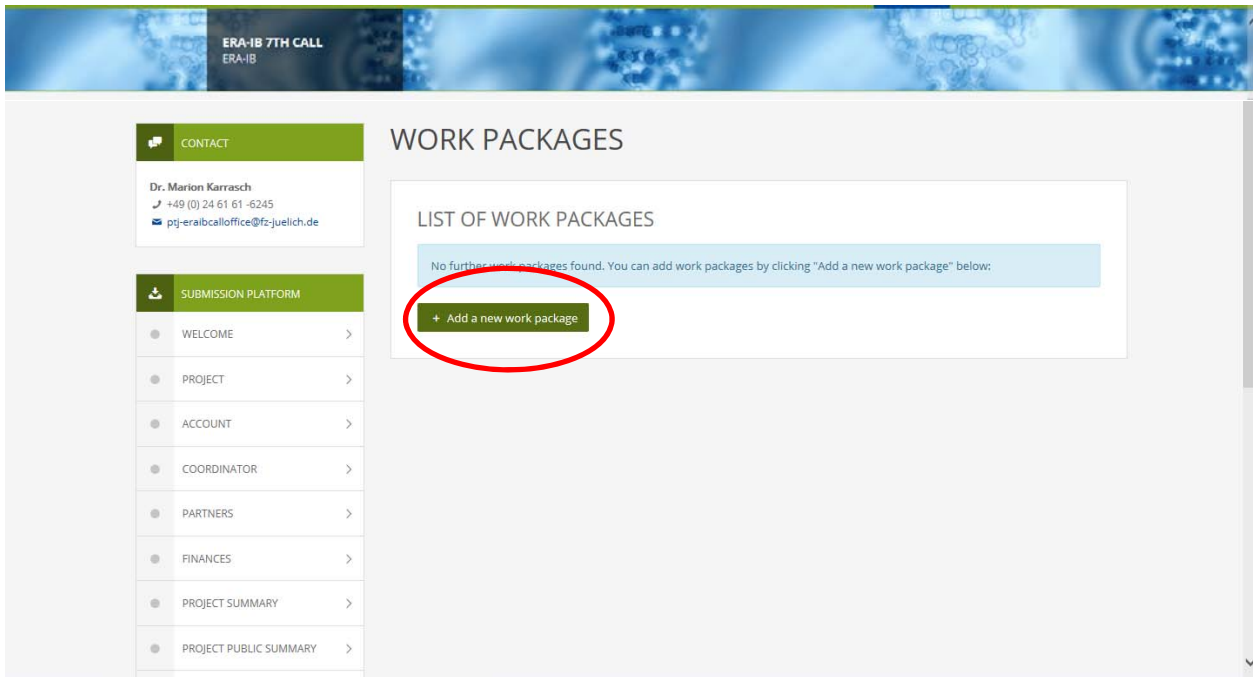 ERA-IB 7TH CALL
ERA-IB
CONTACT
Dr. Marion Karrasch
+49 (0) 24 61 61 -6245
ptj-eraibcalloffice@fz-juelich.de
SUBMISSION PLATFORM
WELCOME
PROJECT
ACCOUNT
COORDINATOR
PARTNERS
FINANCES
PROJECT SUMMARY
PROJECT PUBLIC SUMMARY
WORK PACKAGES
LIST OF WORK PACKAGES
No further work packages found. You can add work packages by clicking "Add a new work package" below:
+ Add a new work package